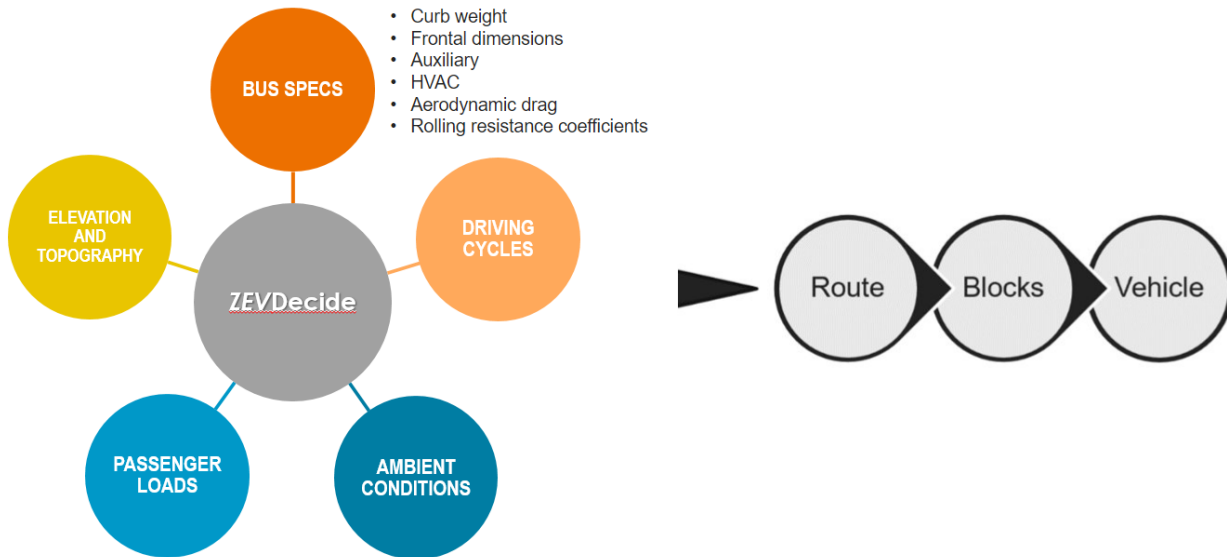 • Curb weight
• Frontal dimensions
• Auxiliary
• HVAC
• Aerodynamic drag
• Rolling resistance coefficients
BUS SPECS
ELEVATION
AND
TOPOGRAPHY
DRIVING
CYCLES
ZEVDecide
PASSENGER
LOADS
AMBIENT
CONDITIONS
Route
Blocks
Vehicle